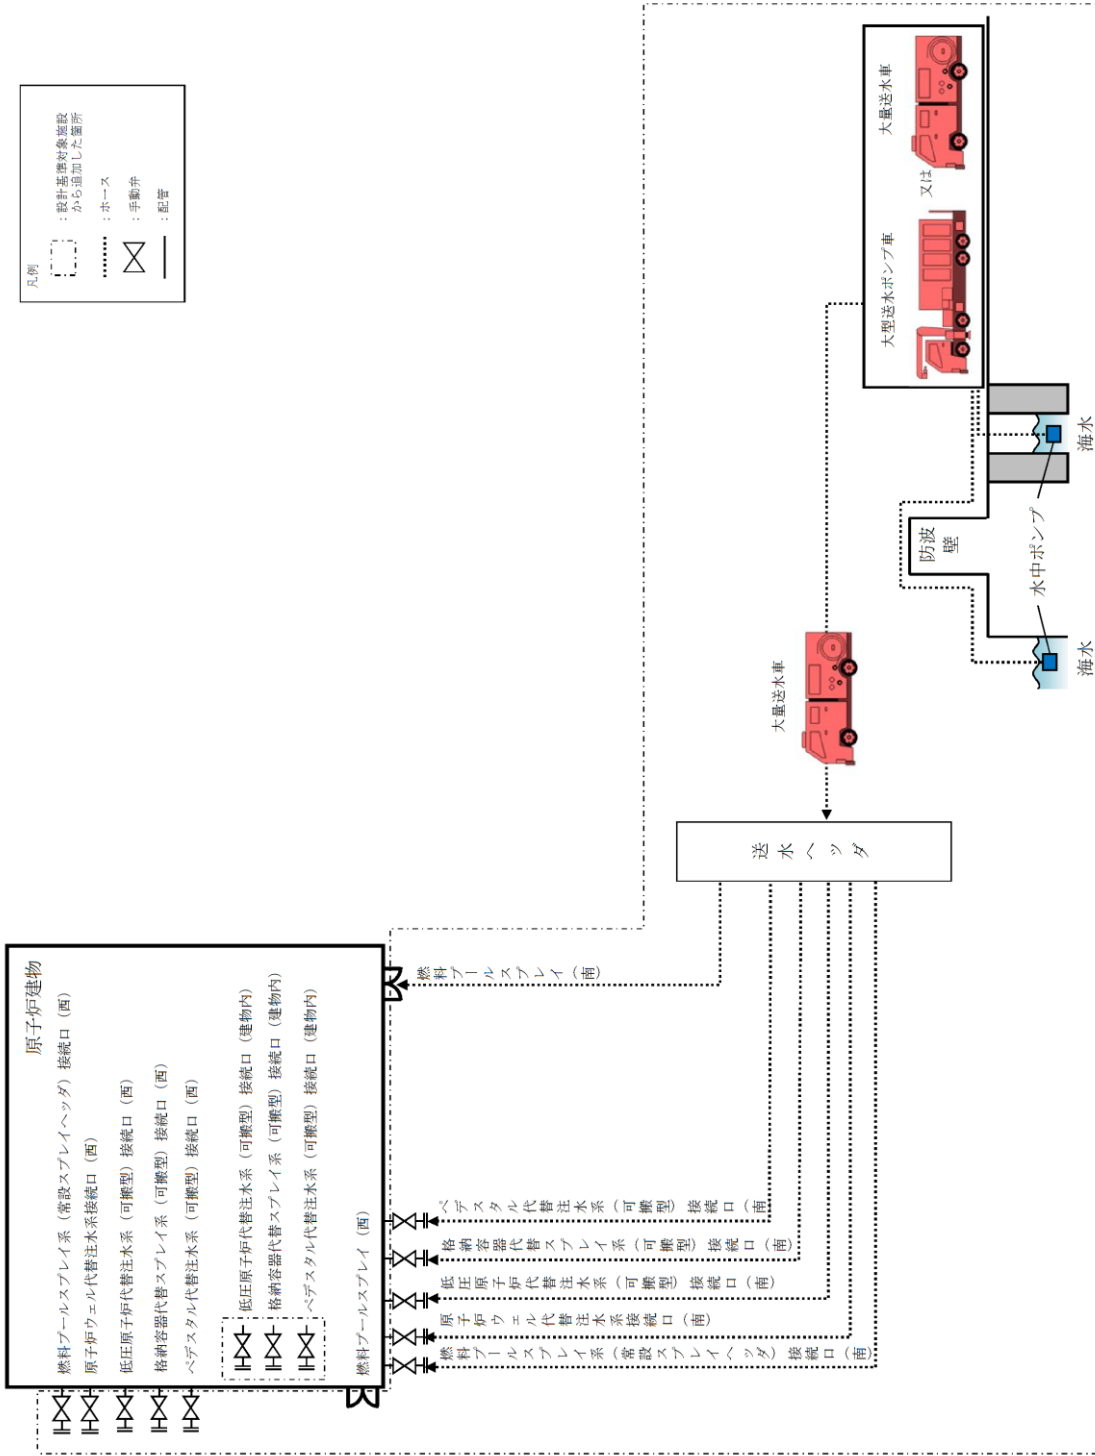 凡例
：設計基準対象施設
から追加した箇所
：ホース
：手動弁
：配管
原子炉建物
燃料プールスプレイ系（常設スプレイヘッダ）接続口（西）
原子炉ウェル代替注水系接続口（西）
低圧原子炉代替注水系（可搬型）接続口（西）
格納容器代替スプレイ系（可搬型）接続口（西）
ペデスタル代替注水系（可搬型）接続口（西）
低圧原子炉代替注水系（可搬型）接続口（建物内）
格納容器代替スプレイ系（可搬型）接続口（建物内）
ペデスタル代替注水系（可搬型）接続口（建物内）
燃料プールスプレイ（西）
燃料プールスプレイ（南）
ペデスタル代替注水系（可搬型）接続口（南
格納容器代替スプレイ系（可搬型）接続口（南）
低圧原子炉代替注水系（可搬型）接続口（南）
原子炉ウェル代替注水系接続口（南）
燃料プールスプレイ系（常設スプレイヘッダ）接続口（南）
送水ヘッダ
大量送水車
大型送水ポンプ車
又は
大量送水車
防波
壁
水中ポンプ
海水
海水